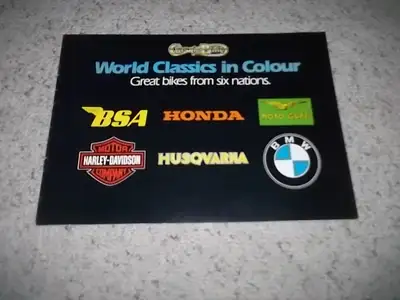 World Classics in Colour
Great bikes from six nations.
BSA
HONDA
MOTO GUZZI
MOTOR
HARLEY-DAVIDSON
COMPANY
HUSQVARNA
BMW